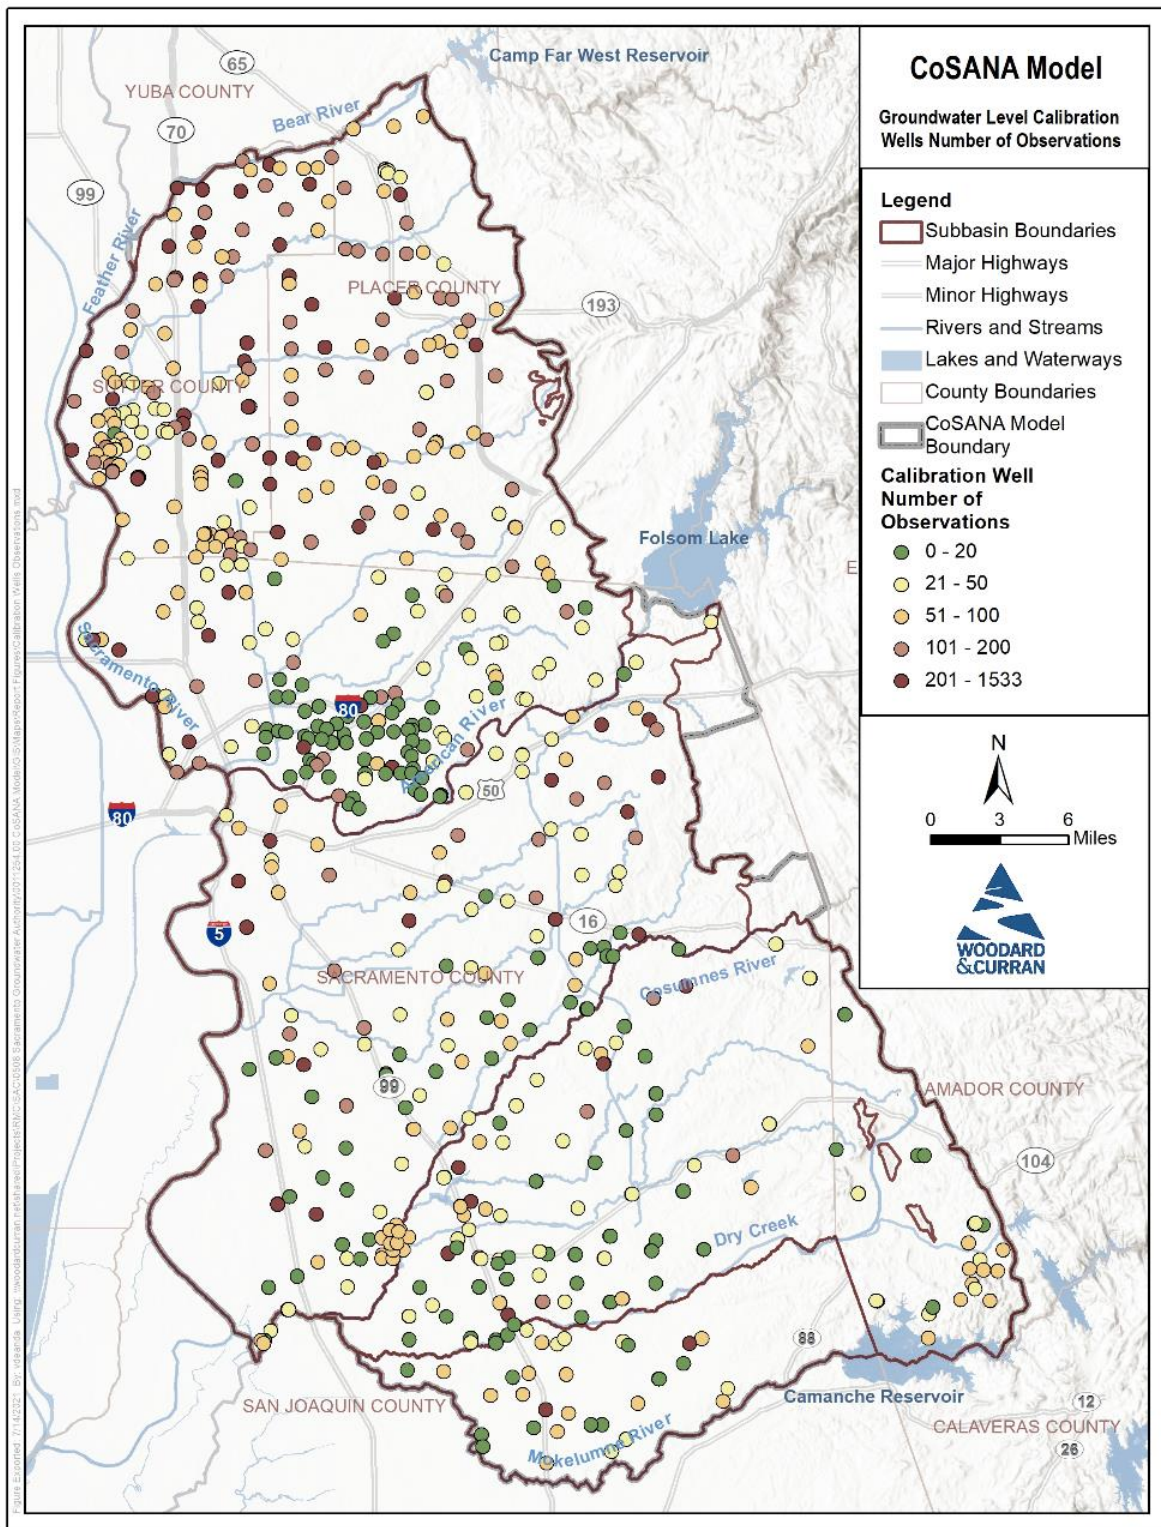 CoSANA Model
Groundwater Level Calibration
Wells Number of Observations
Legend
Subbasin Boundaries
Major Highways
Minor Highways
Rivers and Streams
Lakes and Waterways
County Boundaries
CoSANA Model
Boundary
Calibration Well
Number of
Observations
0 - 20
21 - 50
51 - 100
101 - 200
201 - 1533
N
0 3 6
Miles
WOODARD
&CURRAN
Camp Far West Reservoir
65
YUBA COUNTY
Bear River
70
99
Feather River
PLACER COUNTY
193
SUTTER COUNTY
Folsom Lake
E
Sacramento River
80
American River
50
80
16
5
SACRAMENTO COUNTY
Cosumnes River
99
AMADOR COUNTY
104
Dry Creek
88
Camanche Reservoir
SAN JOAQUIN COUNTY
12
CALAVERAS COUNTY
26
Mokelumne River